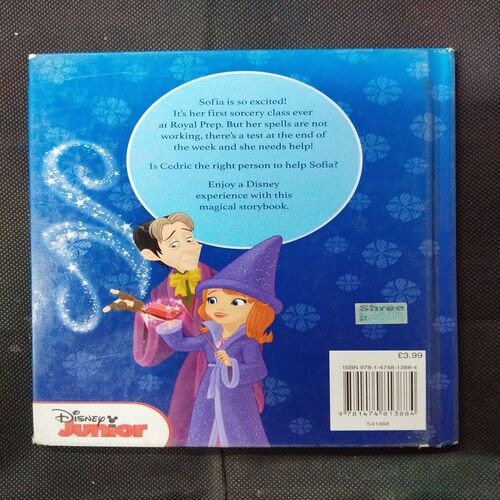 Sofia is so excited!
It's her first sorcery class ever
at Royal Prep. But her spells are not
working, there's a test at the end of
the week and she needs help!
Is Cedric the right person to help Sofia?
Enjoy a Disney
experience with this
magical storybook.
Shree
£3.99
ISBN 978-1-4748-1388-4
9 781474 813884
S41468
Disney
Junior